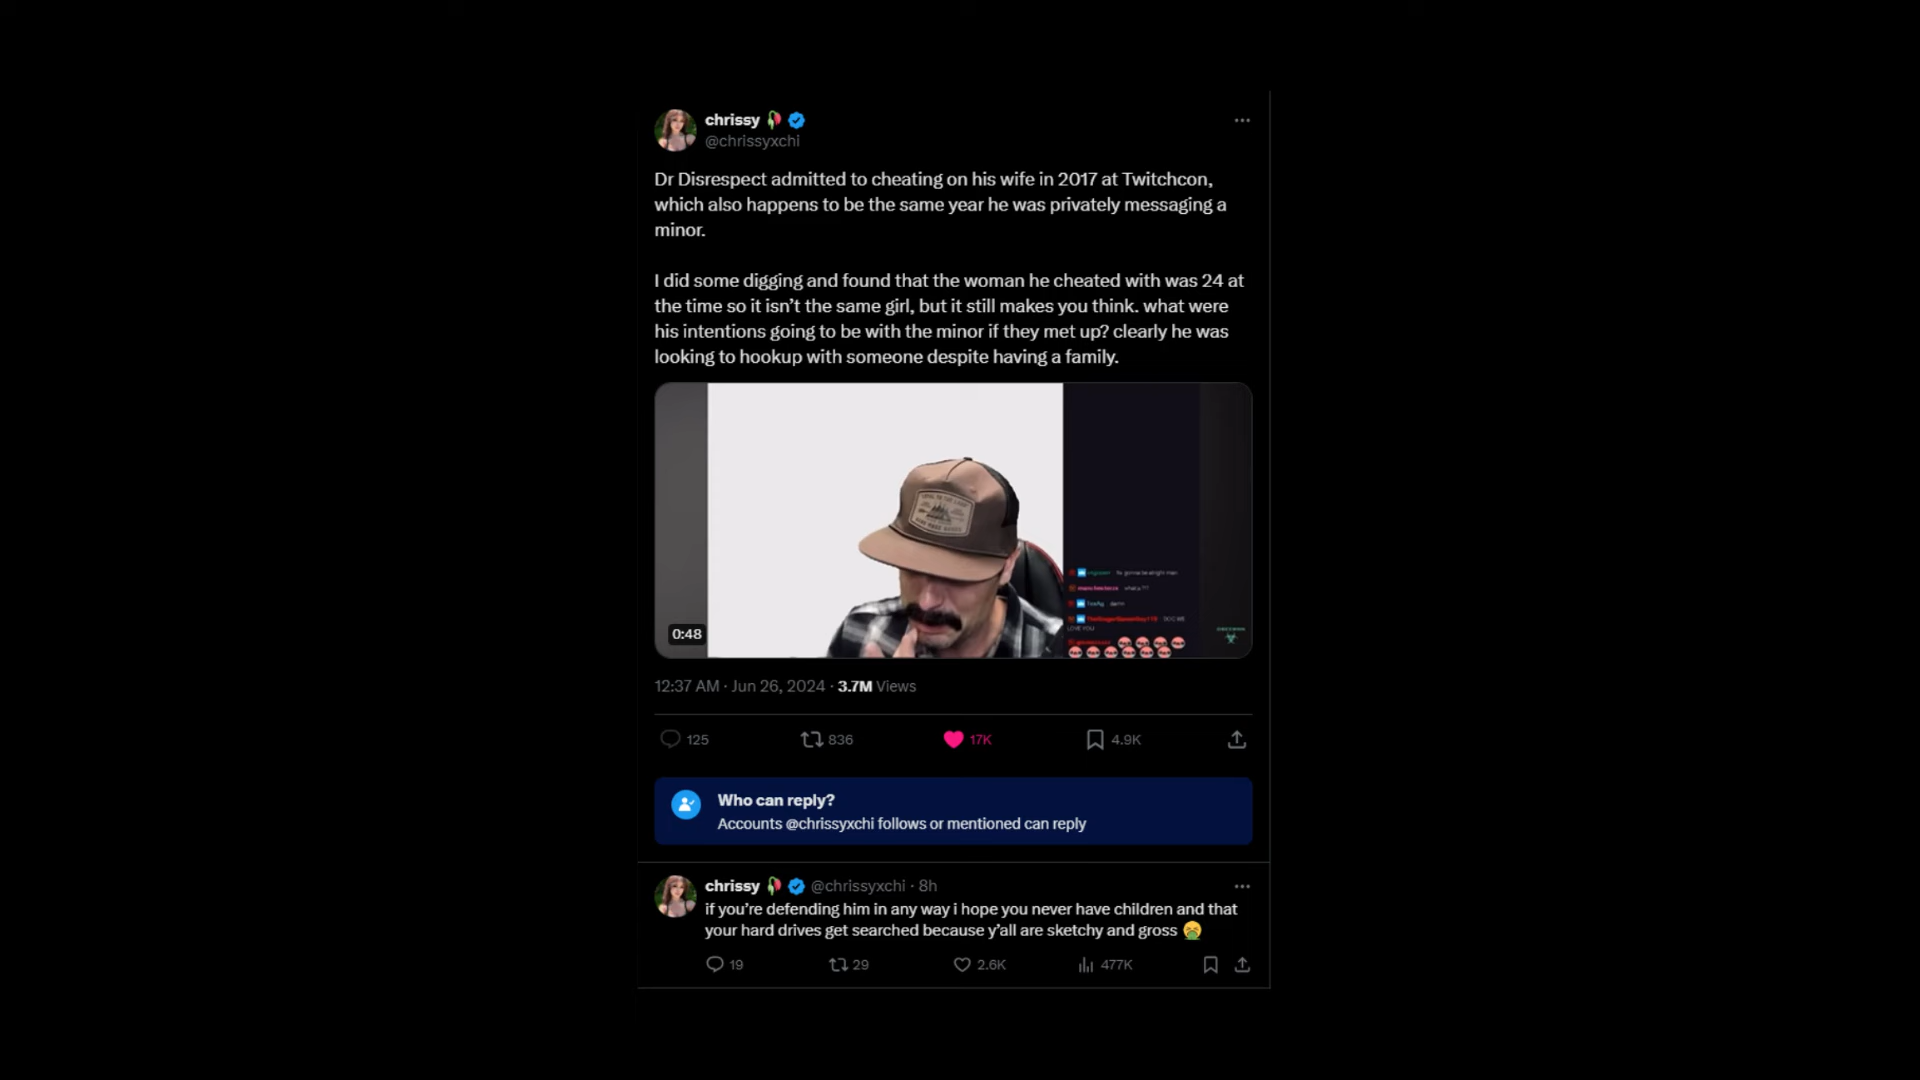 chrissy
@chrissyxchi
Dr Disrespect admitted to cheating on his wife in 2017 at Twitchcon,
which also happens to be the same year he was privately messaging a
minor.
I did some digging and found that the woman he cheated with was 24 at
the time so it isn't the same girl, but it still makes you think. what were
his intentions going to be with the minor if they met up? clearly he was
looking to hookup with someone despite having a family.
0:48
12:37 AM · Jun 26, 2024 · 3.7M Views
125 836 17K 4.9K
Who can reply?
Accounts @chrissyxchi follows or mentioned can reply
chrissy @chrissyxchi · 8h
if you're defending him in any way i hope you never have children and that
your hard drives get searched because y'all are sketchy and gross
19 29 2.6K 477K